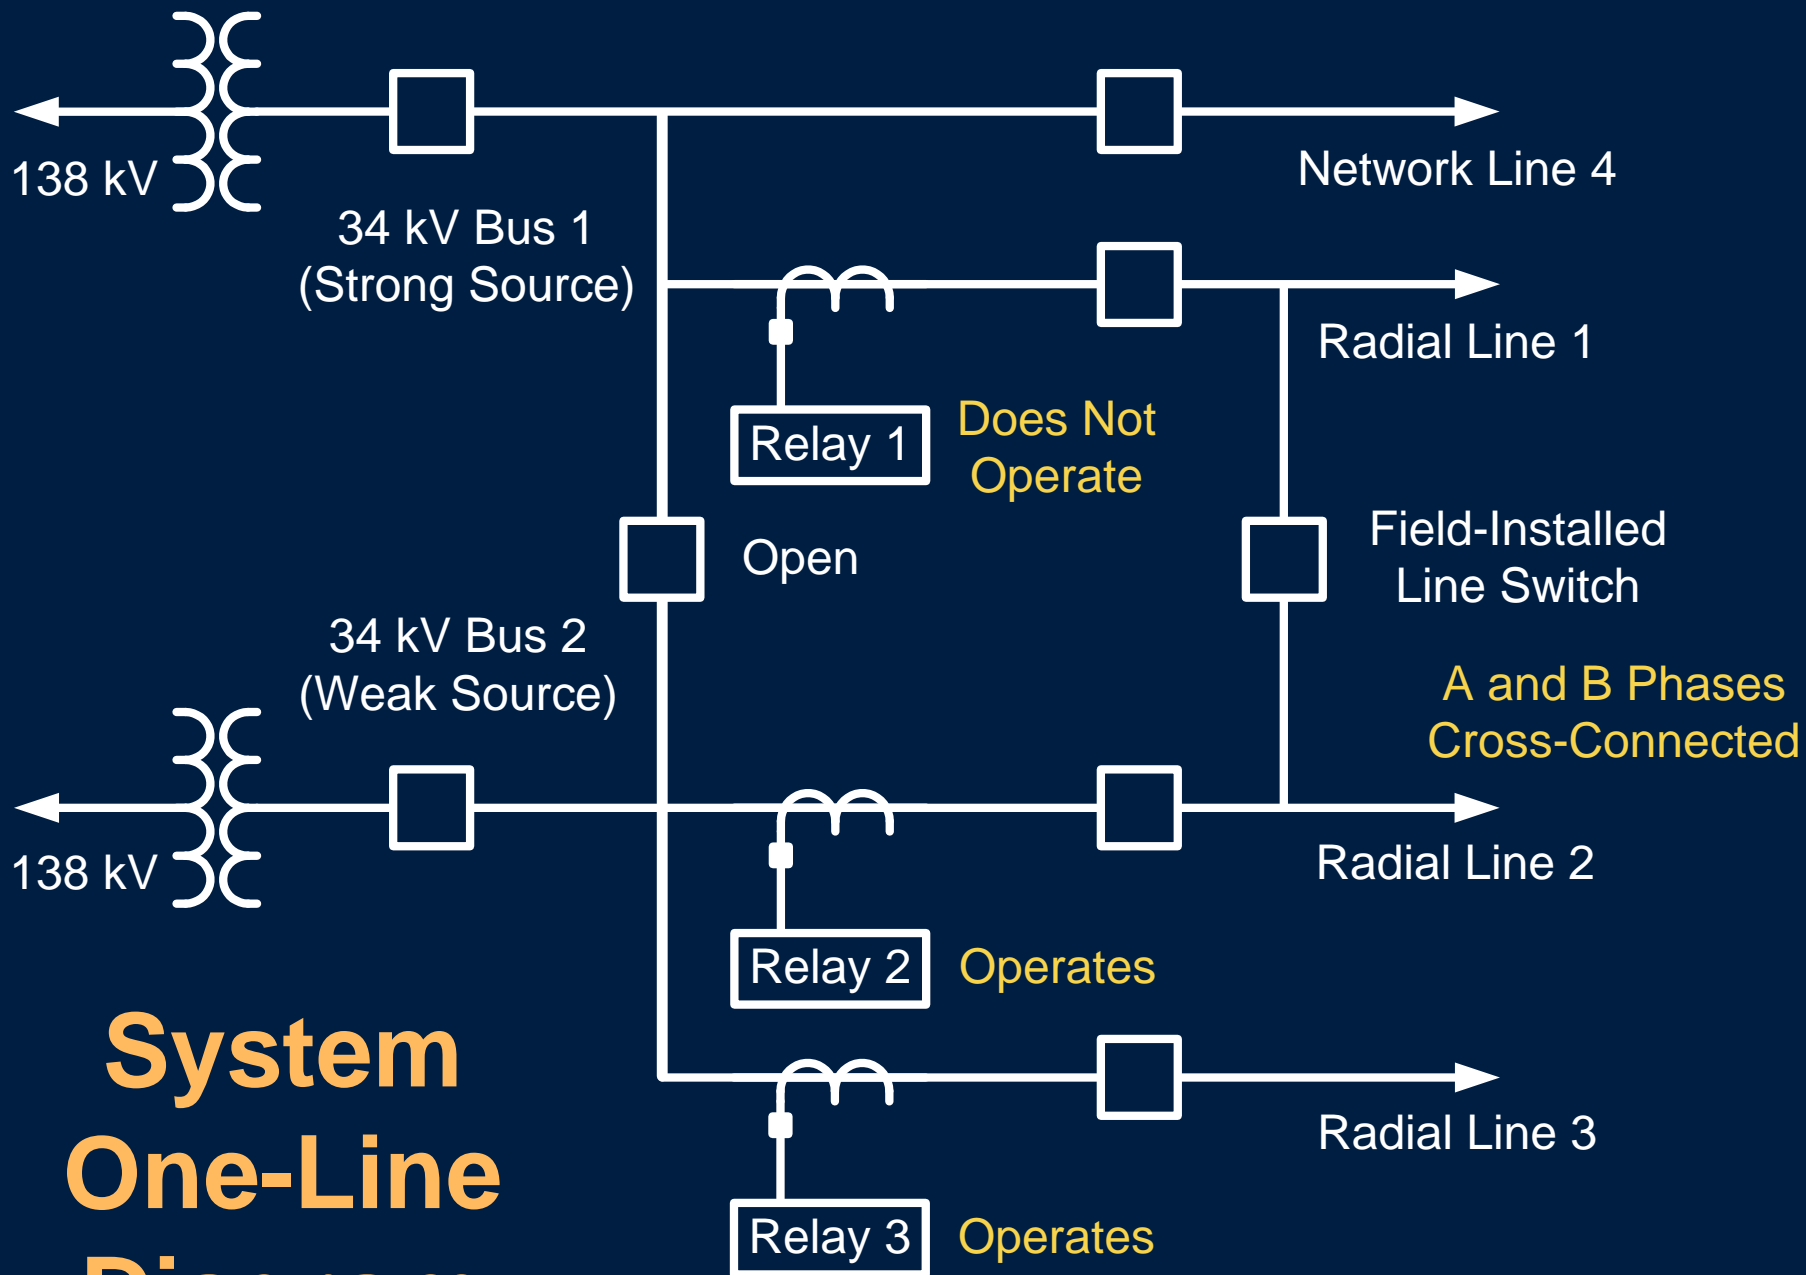 138 kV
34 kV Bus 1
(Strong Source)
Network Line 4
Radial Line 1
Relay 1
Does Not
Operate
Open
Field-Installed
Line Switch
34 kV Bus 2
(Weak Source)
A and B Phases
Cross-Connected
138 kV
Radial Line 2
Relay 2
Operates
Radial Line 3
Relay 3
Operates
System
One-Line
Diagram